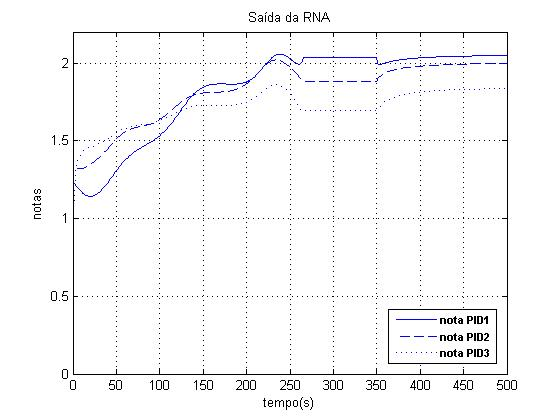 Saída da RNA
notas
2
1.5
1
0.5
0
0 50 100 150 200 250 300 350 400 450 500
tempo(s)
nota PID1
nota PID2
nota PID3